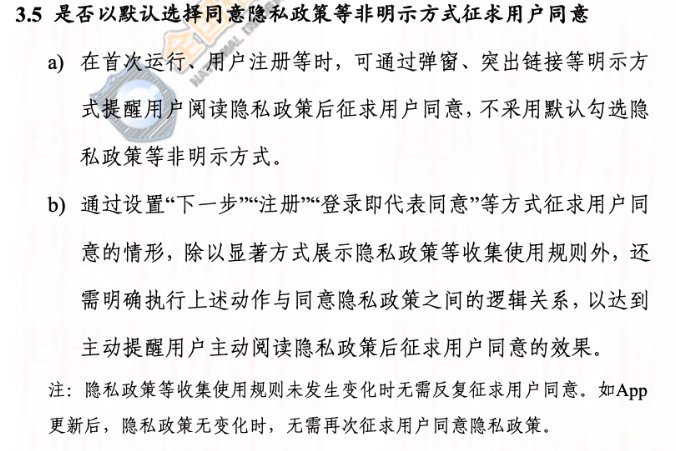 3.5 是否以默认选择同意隐私政策等非明示方式征求用户同意
a) 在首次运行、用户注册等时，可通过弹窗、突出链接等明示方
式提醒用户阅读隐私政策后征求用户同意，不采用默认勾选隐
私政策等非明示方式。
b) 通过设置“下一步”“注册”“登录即代表同意”等方式征求用户同
意的情形，除以显著方式展示隐私政策等收集使用规则外，还
需明确执行上述动作与同意隐私政策之间的逻辑关系，以达到
主动提醒用户主动阅读隐私政策后征求用户同意的效果。
注：隐私政策等收集使用规则未发生变化时无需反复征求用户同意。如App
更新后，隐私政策无变化时，无需再次征求用户同意隐私政策。